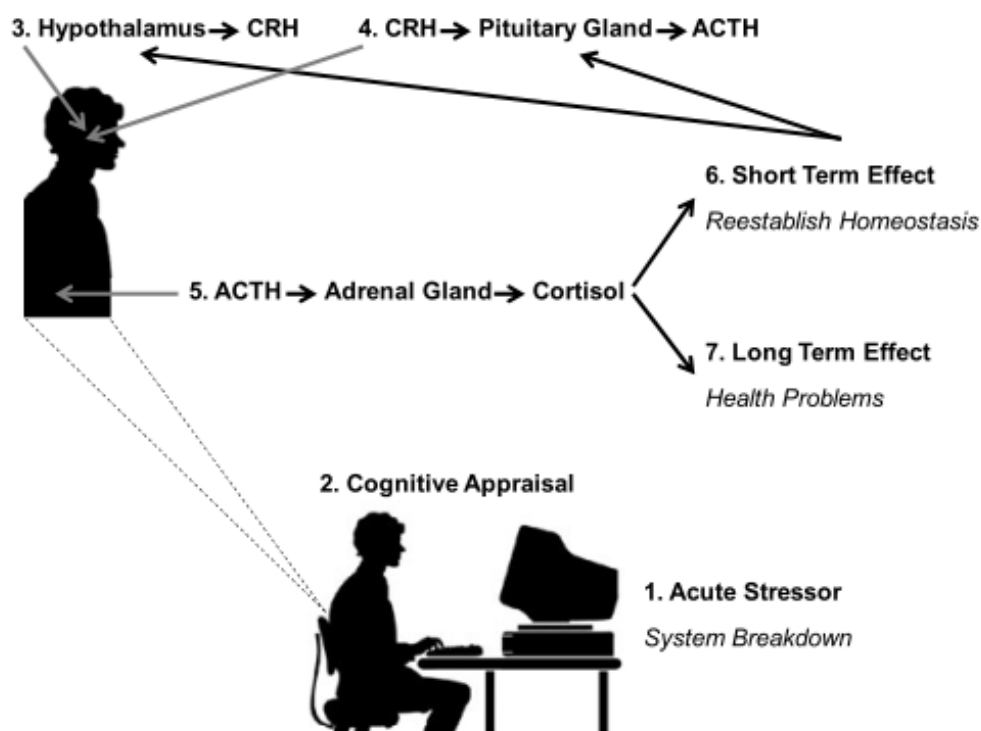 3. Hypothalamus → CRH
4. CRH → Pituitary Gland → ACTH
6. Short Term Effect
Reestablish Homeostasis
5. ACTH → Adrenal Gland → Cortisol
7. Long Term Effect
Health Problems
2. Cognitive Appraisal
1. Acute Stressor
System Breakdown